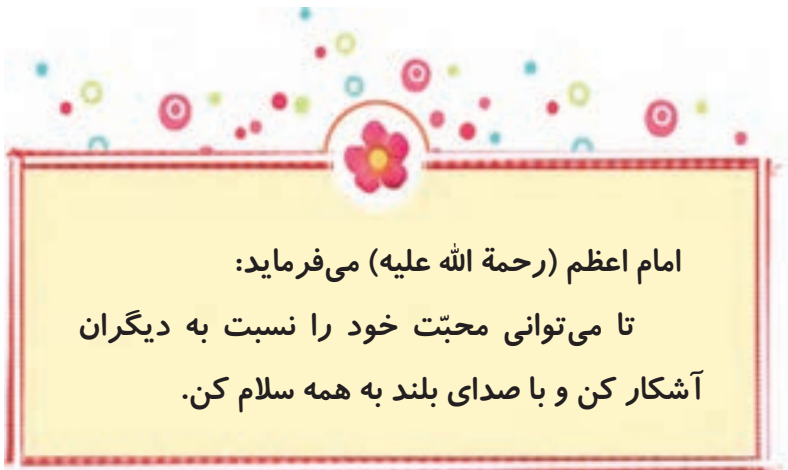 امام اعظم (رحمة الله علیه) می‌فرماید:
تا می‌توانی محبّت خود را نسبت به دیگران
آشکار کن و با صدای بلند به همه سلام کن.